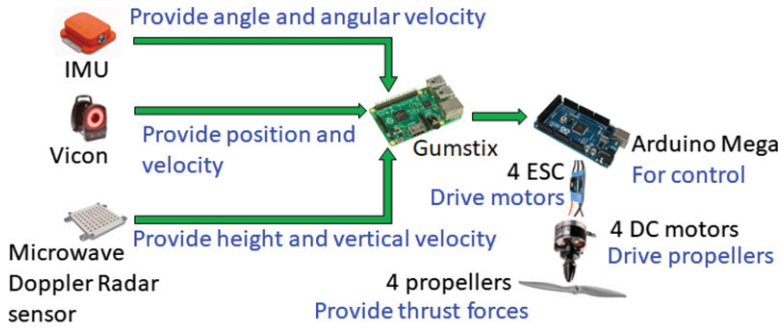 Provide angle and angular velocity
IMU
Vicon
Provide position and
velocity
Gumstix
Arduino Mega
For control
4 ESC
Drive motors
4 DC motors
Drive propellers
Microwave
Doppler Radar
sensor
Provide height and vertical velocity
4 propellers
Provide thrust forces